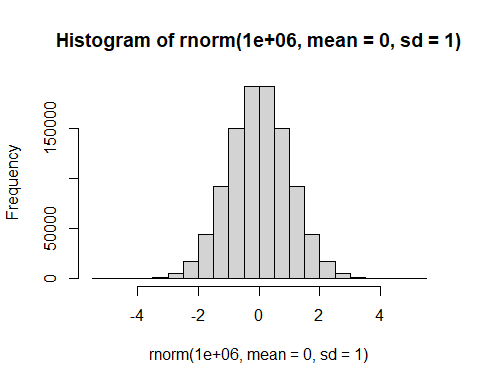 Histogram of rnorm(1e+06, mean = 0, sd = 1)
Frequency
150000
50000
0
-4 -2 0 2 4
rnorm(1e+06, mean = 0, sd = 1)